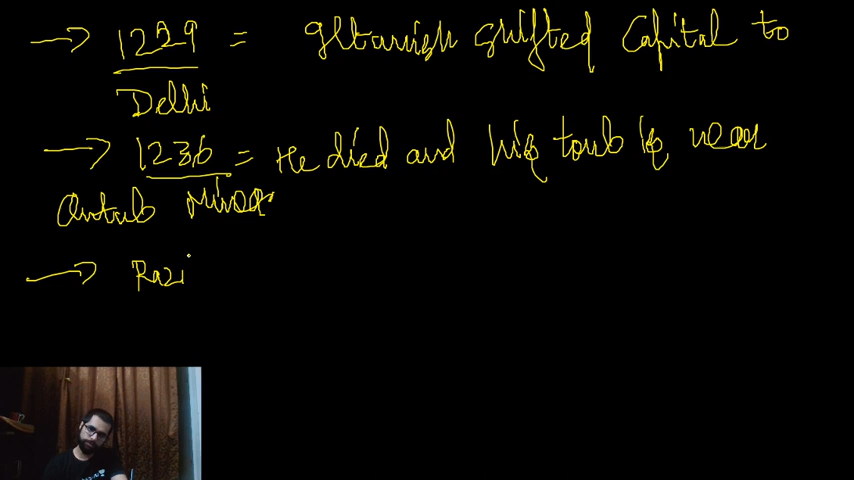 → 1229 = Iltutmish shifted Capital to
Delhi
→ 1236 = He died and his tomb is near
Qutub Minar
→ Razi